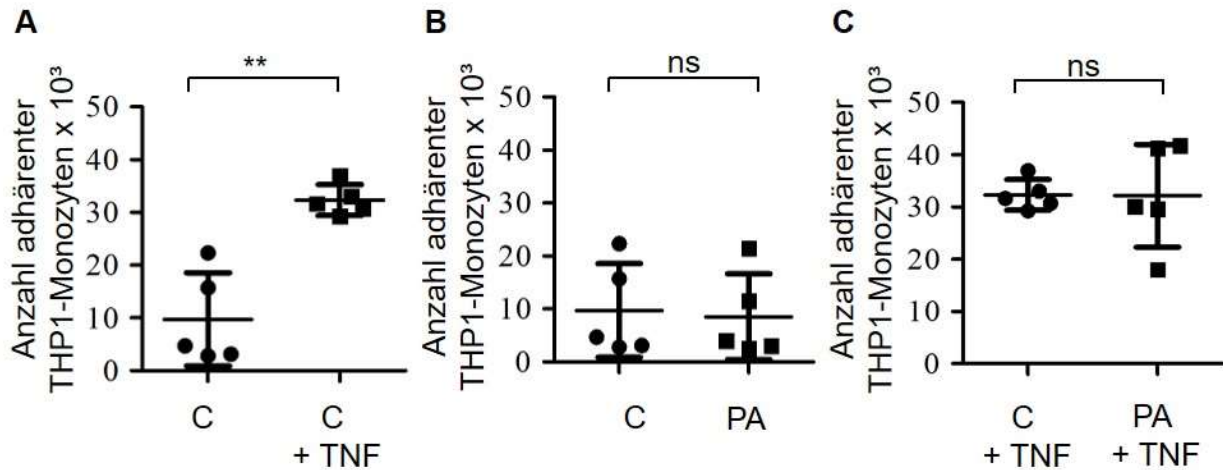 A
Anzahl adhärenter
THP1-Monozyten x 10³
50
40
30
20
10
0
**
C
C
+ TNF
B
Anzahl adhärenter
THP1-Monozyten x 10³
50
40
30
20
10
0
ns
C
PA
C
Anzahl adhärenter
THP1-Monozyten x 10³
50
40
30
20
10
0
ns
C
+ TNF
PA
+ TNF